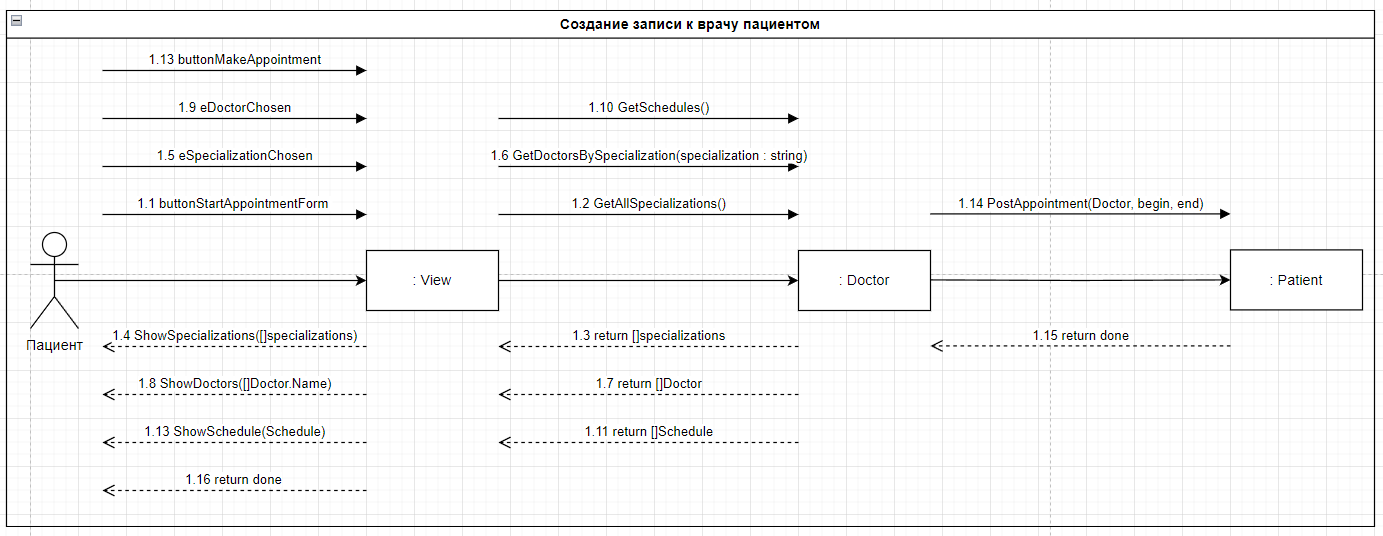 Создание записи к врачу пациентом
1.13 buttonMakeAppointment
1.9 eDoctorChosen
1.10 GetSchedules()
1.5 eSpecializationChosen
1.6 GetDoctorsBySpecialization(specialization : string)
1.1 buttonStartAppointmentForm
1.2 GetAllSpecializations()
1.14 PostAppointment(Doctor, begin, end)
: View
: Doctor
: Patient
Пациент
1.4 ShowSpecializations([]specializations)
1.3 return []specializations
1.15 return done
1.8 ShowDoctors([]Doctor.Name)
1.7 return []Doctor
1.13 ShowSchedule(Schedule)
1.11 return []Schedule
1.16 return done